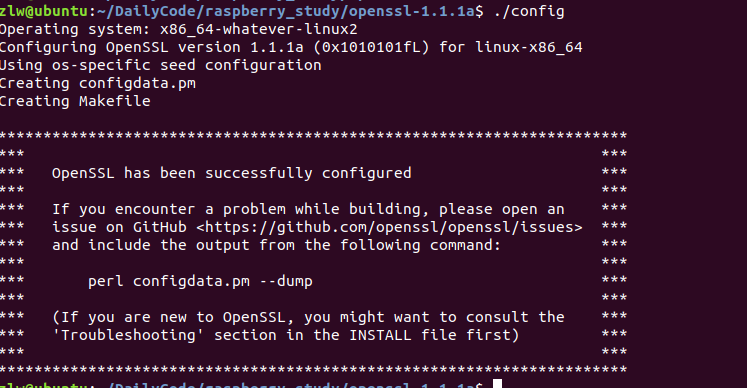 zlw@ubuntu:~/DailyCode/raspberry_study/openssl-1.1.1a$ ./config
Operating system: x86_64-whatever-linux2
Configuring OpenSSL version 1.1.1a (0x1010101fL) for linux-x86_64
Using os-specific seed configuration
Creating configdata.pm
Creating Makefile
**********************************************************************
***                                                                ***
***   OpenSSL has been successfully configured                     ***
***                                                                ***
***   If you encounter a problem while building, please open an    ***
***   issue on GitHub <https://github.com/openssl/openssl/issues>  ***
***   and include the output from the following command:           ***
***                                                                ***
***       perl configdata.pm --dump                                ***
***                                                                ***
***   (If you are new to OpenSSL, you might want to consult the    ***
***   'Troubleshooting' section in the INSTALL file first)         ***
***                                                                ***
**********************************************************************
zlw@ubuntu:~/DailyCode/raspberry_study/openssl-1.1.1a$